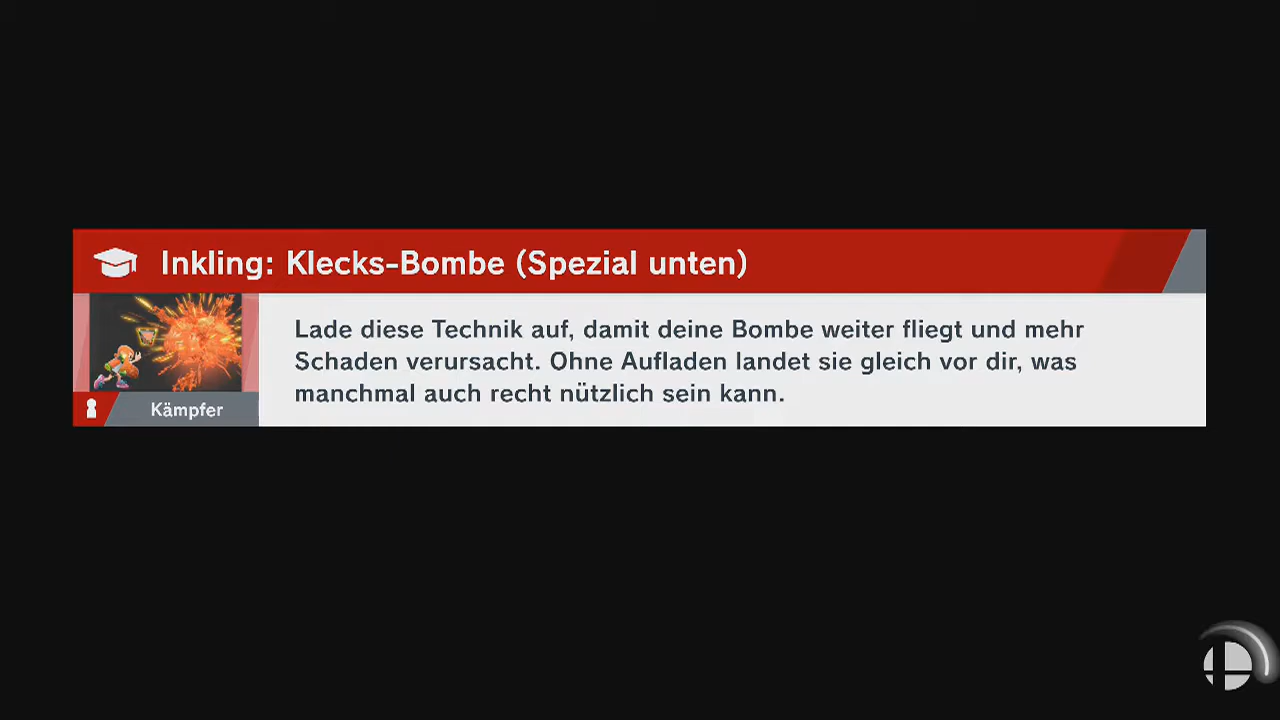 Inkling: Klecks-Bombe (Spezial unten)
Lade diese Technik auf, damit deine Bombe weiter fliegt und mehr
Schaden verursacht. Ohne Aufladen landet sie gleich vor dir, was
manchmal auch recht nützlich sein kann.
Kämpfer